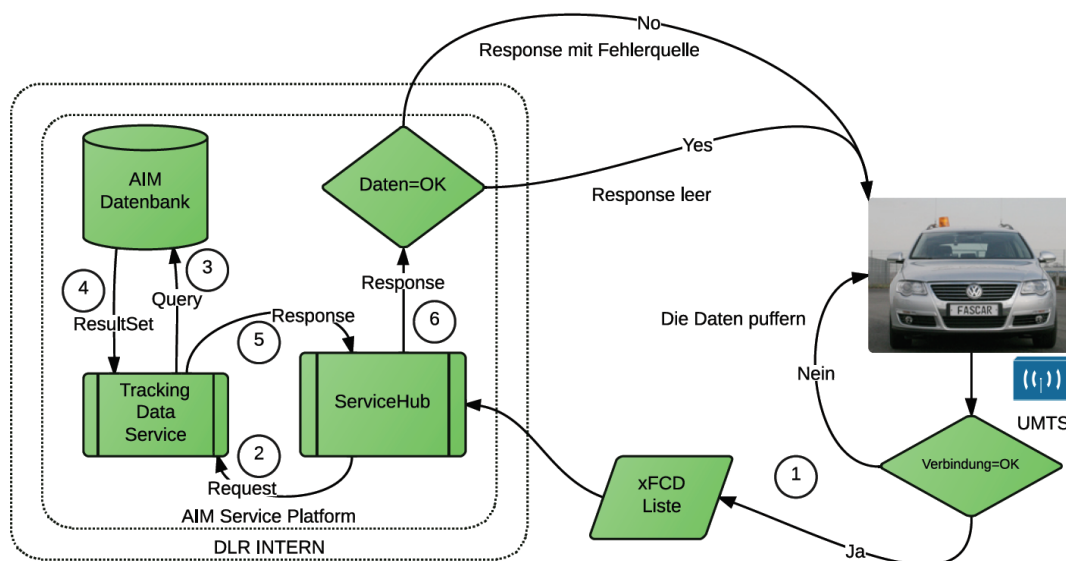 No
Response mit Fehlerquelle
Yes
Response leer
AIM
Datenbank
Daten=OK
3
4
Query
ResultSet
Response
5
Response
6
Tracking
Data
Service
ServiceHub
2
Request
AIM Service Platform
DLR INTERN
FASCAR
Die Daten puffern
Nein
UMTS
Verbindung=OK
1
xFCD
Liste
Ja